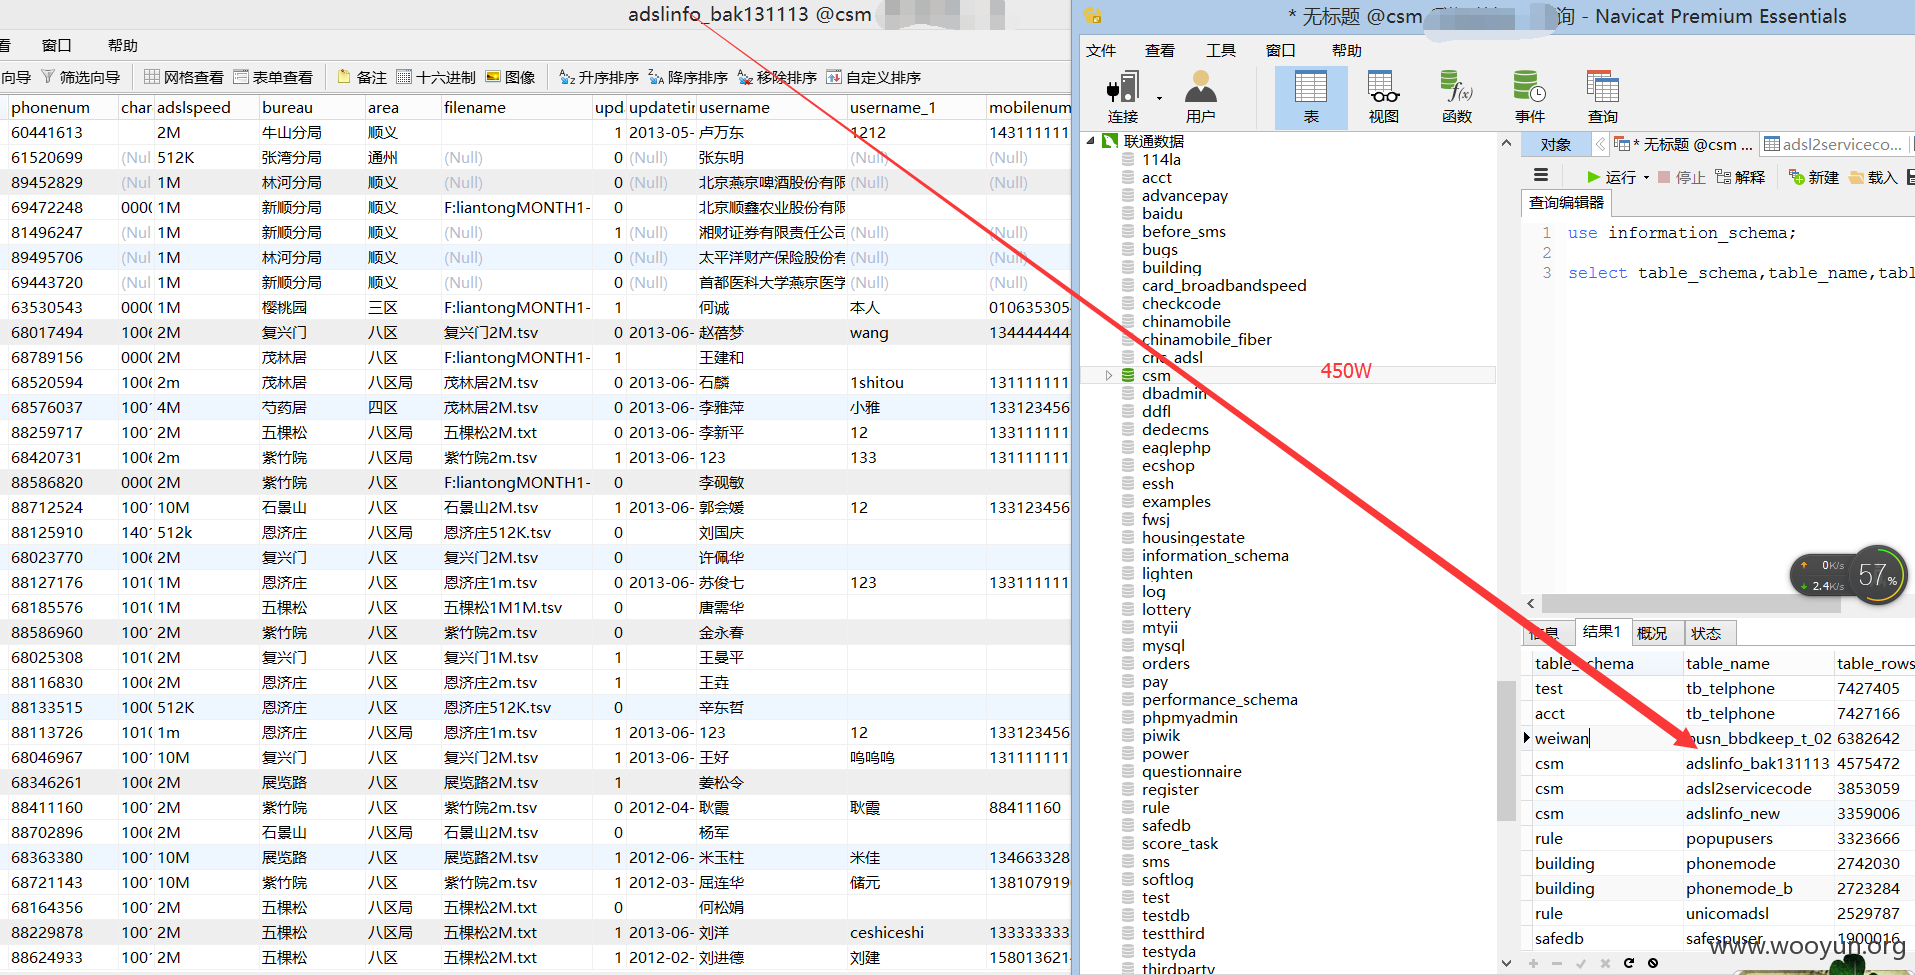 adslinfo_bak131113 @csm
看 窗口 帮助
向导 筛选向导 网格查看 表单查看 备注 十六进制 图像 升序排序 降序排序 移除排序 自定义排序
phonenum char adslspeed bureau area filename upd updatetir username username_1 mobilenum
60441613 2M 牛山分局 顺义 1 2013-05- 卢万东 1212 143111111
61520699 (Nul 512K 张湾分局 通州 (Null) 0 (Null) 张东明 (Null) (Null)
89452829 (Nul 1M 林河分局 顺义 (Null) 0 (Null) 北京燕京啤酒股份有限 (Null) (Null)
69472248 0000 1M 新顺分局 顺义 F:liantongMONTH1- 0 北京顺鑫农业股份有限
81496247 (Nul 1M 新顺分局 顺义 (Null) 1 (Null) 湘财证券有限责任公司 (Null) (Null)
89495706 (Nul 1M 林河分局 顺义 (Null) 0 (Null) 太平洋财产保险股份有 (Null) (Null)
69443720 (Nul 1M 新顺分局 顺义 (Null) 0 (Null) 首都医科大学燕京医学 (Null) (Null)
63530543 0000 1M 樱桃园 三区 F:liantongMONTH1- 1 何诚 本人 010635305
68017494 1006 2M 复兴门 八区 复兴门2M.tsv 0 2013-06- 赵蓓梦 wang 134444444
68789156 0000 2M 茂林居 八区 F:liantongMONTH1- 1 王建和
68520594 1006 2m 茂林居 八区局 茂林居2M.tsv 0 2013-06- 石麟 1shitou 131111111
68576037 1001 4M 芍药居 四区 茂林居2M.tsv 0 2013-06- 李雅萍 小雅 133123456
88259717 1001 2M 五棵松 八区局 五棵松2M.txt 0 2013-06- 李新平 12 133111111
68420731 1006 2m 紫竹院 八区局 紫竹院2m.tsv 1 2013-06- 123 133 131111111
88586820 0000 2M 紫竹院 八区 F:liantongMONTH1- 0 李砚敏
88712524 1001 10M 石景山 八区 石景山2M.tsv 1 2013-06- 郭会媛 12 133123456
88125910 1401 512k 恩济庄 八区局 恩济庄512K.tsv 0 刘国庆
68023770 1006 2M 复兴门 八区 复兴门2M.tsv 0 许佩华
88127176 1010 1M 恩济庄 八区 恩济庄1m.tsv 0 2013-06- 苏俊七 123 133111111
68185576 1010 1M 五棵松 八区 五棵松1M1M.tsv 0 唐需华
88586960 1001 2M 紫竹院 八区 紫竹院2m.tsv 0 金永春
68025308 1010 2M 复兴门 八区 复兴门1M.tsv 1 王曼平
88116830 1006 2M 恩济庄 八区 恩济庄2m.tsv 1 王垚
88133515 1000 512K 恩济庄 八区 恩济庄512K.tsv 0 辛东哲
88113726 1010 1m 恩济庄 八区局 恩济庄1m.tsv 1 2013-06- 123 12 133123456
68046967 1001 10M 复兴门 八区 复兴门2M.tsv 1 2013-06- 王好 呜呜呜 131111111
68346261 1006 2M 展览路 八区 展览路2M.tsv 1 姜松令
88411160 1001 2M 紫竹院 八区 紫竹院2m.tsv 0 2012-04- 耿霞 耿霞 88411160
88702896 1006 2M 石景山 八区局 石景山2M.tsv 0 杨军
68363380 1001 10M 展览路 八区 展览路2M.tsv 1 2012-06- 米玉柱 米佳 134663328
68721143 1001 10M 紫竹院 八区 紫竹院2m.tsv 1 2012-03- 屈连华 储元 138107919
68164356 1001 2M 五棵松 八区局 五棵松2M.txt 0 何松娟
88229878 1001 2M 五棵松 八区局 五棵松2M.txt 1 2013-06- 刘洋 ceshiceshi 133333333
88624933 1001 2M 五棵松 八区 五棵松2M.txt 1 2012-02- 刘进德 刘建 158013621
* 无标题 @csm 询 - Navicat Premium Essentials
文件 查看 工具 窗口 帮助
连接 用户 表 视图 函数 事件 查询
联通数据
114la
acct
advancepay
baidu
before_sms
bugs
building
card_broadbandspeed
checkcode
chinamobile
chinamobile_fiber
cnc_adsl
csm
450W
dbadmin
ddfl
dedecms
eaglephp
ecshop
essh
examples
fwsj
housingestate
information_schema
lighten
log
lottery
mtyii
mysql
orders
pay
performance_schema
phpmyadmin
piwik
power
questionnaire
register
rule
safedb
score_task
sms
softlog
test
testdb
testthird
testyda
thirdparty
对象 * 无标题 @csm ... adsl2serviceco...
运行 停止 解释 新建 载入
查询编辑器
1 use information_schema;
2
3 select table_schema,table_name,tabl
0K/s
2.4K/s
57%
信息 结果1 概况 状态
table_schema table_name table_rows
test tb_telphone 7427405
acct tb_telphone 7427166
weiwan busn_bbdkeep_t_02 6382642
csm adslinfo_bak131113 4575472
csm adsl2servicecode 3853059
csm adslinfo_new 3359006
rule popupusers 3323666
building phonemode 2742030
building phonemode_b 2723284
rule unicomadsl 2529787
safedb safespuser 1900016
www.wooyun.org